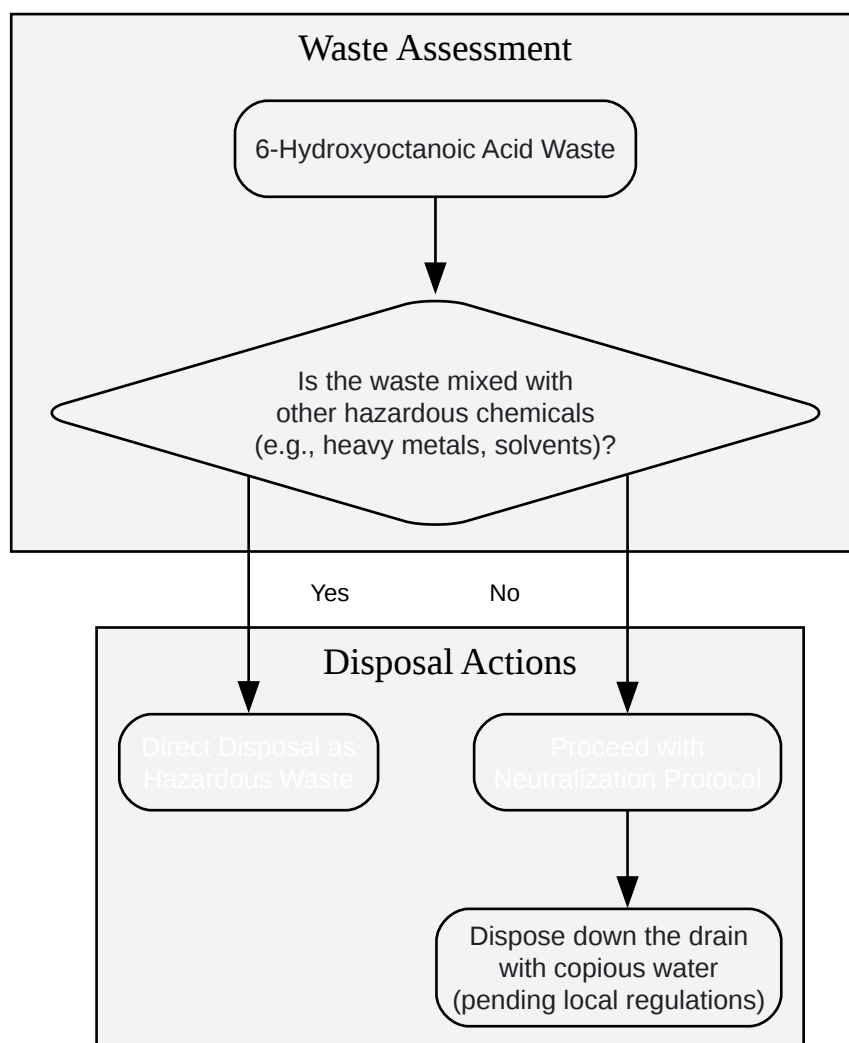 Waste Assessment
6-Hydroxyoctanoic Acid Waste
Is the waste mixed with
other hazardous chemicals
(e.g., heavy metals, solvents)?
Yes
No
Disposal Actions
Direct Disposal as
Hazardous Waste
Proceed with
Neutralization Protocol
Dispose down the drain
with copious water
(pending local regulations)